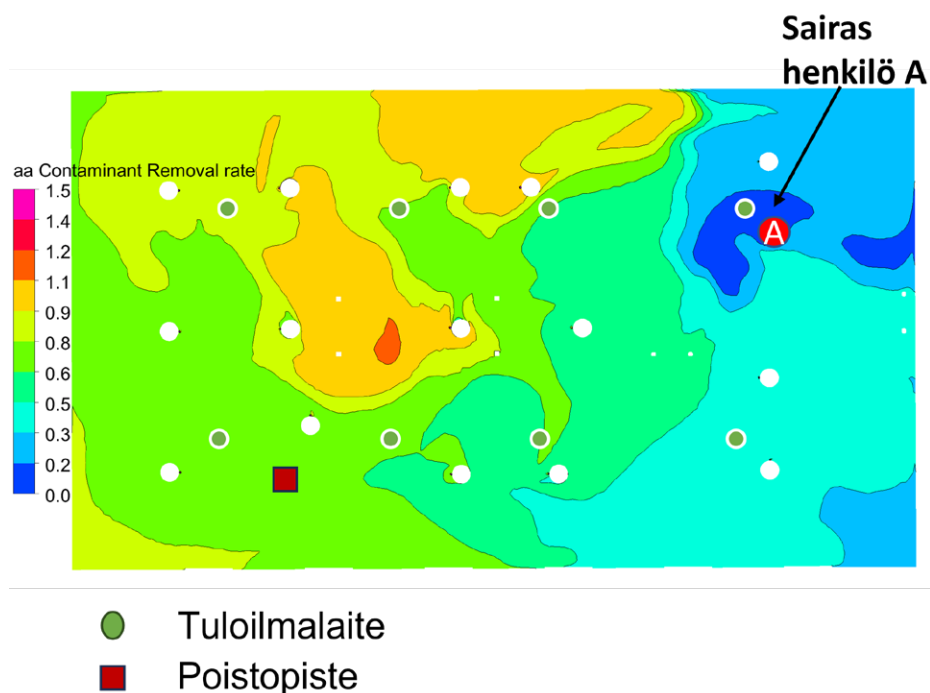 Sairas
henkilö A
aa Contaminant Removal rate
1.5
1.4
1.2
1.1
0.9
0.8
0.6
0.5
0.3
0.2
0.0
A
Tuloilmalaite
Poistopiste